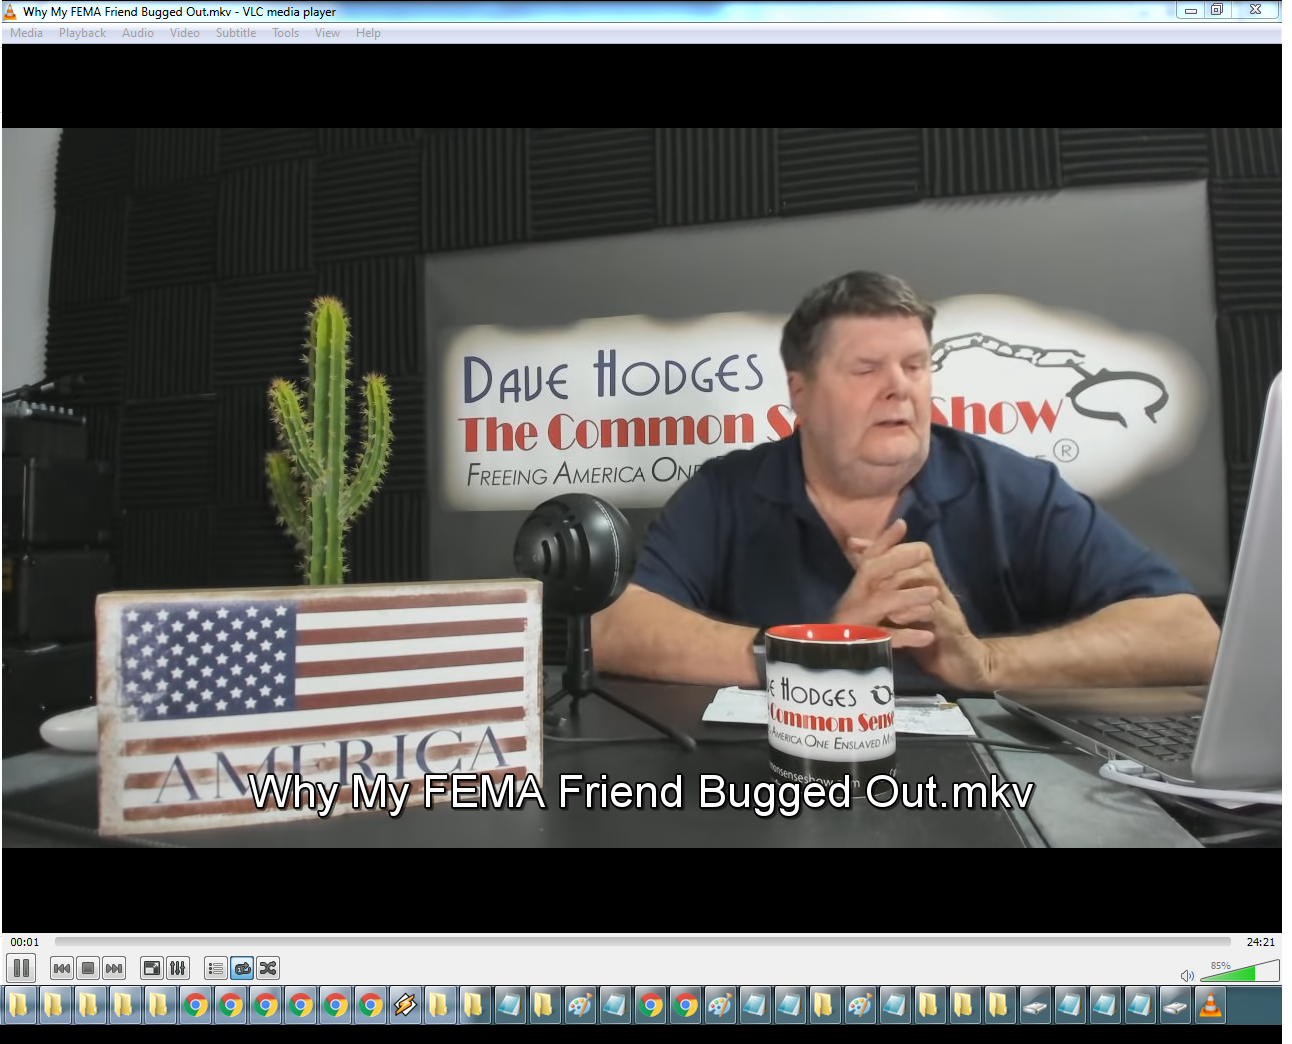 Why My FEMA Friend Bugged Out.mkv - VLC media player
Media Playback Audio Video Subtitle Tools View Help
DAVE HODGES
The Common S Show
FREEING AMERICA ONE
®
AMERICA
HODGES
Common Sense
AMERICA ONE ENSLAVED
Why My FEMA Friend Bugged Out.mkv
00:01
24:21
85%